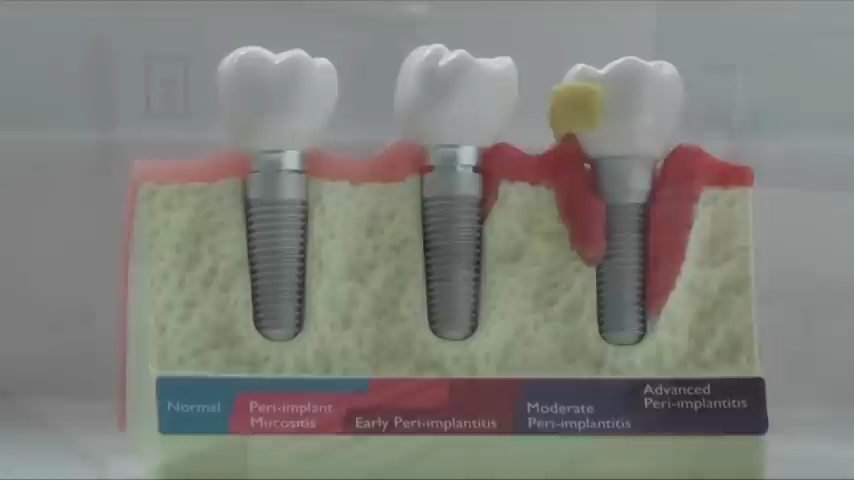 Normal
Peri-implant
Mucositis
Early Peri-implantitis
Moderate
Peri-implantitis
Advanced
Peri-implantitis